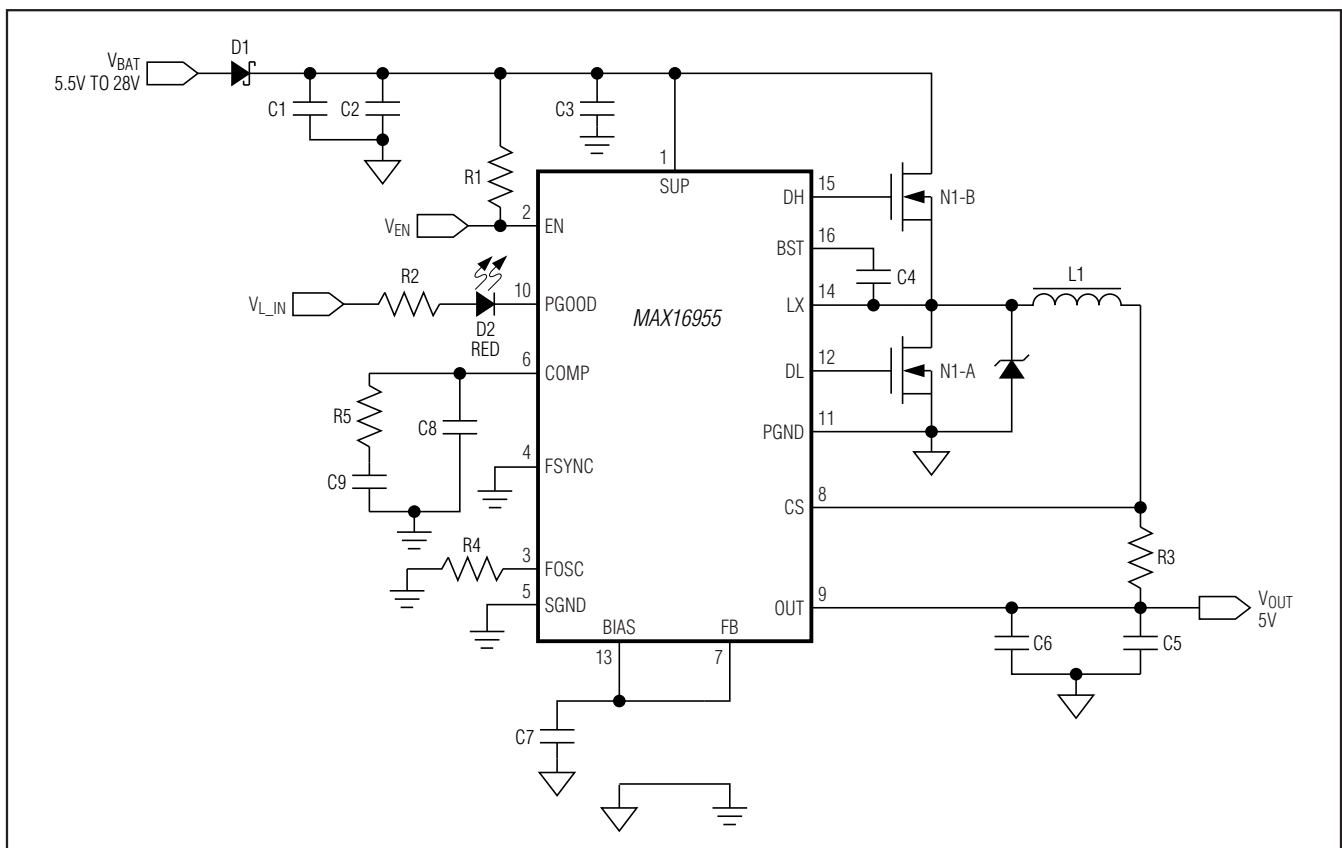 D1
VBAT
5.5V TO 28V
C1
C2
C3
R1
1
SUP
DH
15
N1-B
VEN
2
EN
BST
16
C4
L1
R2
VL_IN
10
PGOOD
D2
RED
MAX16955
LX
14
6
COMP
DL
12
N1-A
R5
C8
PGND
11
C9
4
FSYNC
CS
8
R4
3
FOSC
R3
5
SGND
OUT
9
VOUT
5V
BIAS
FB
13
7
C6
C5
C7